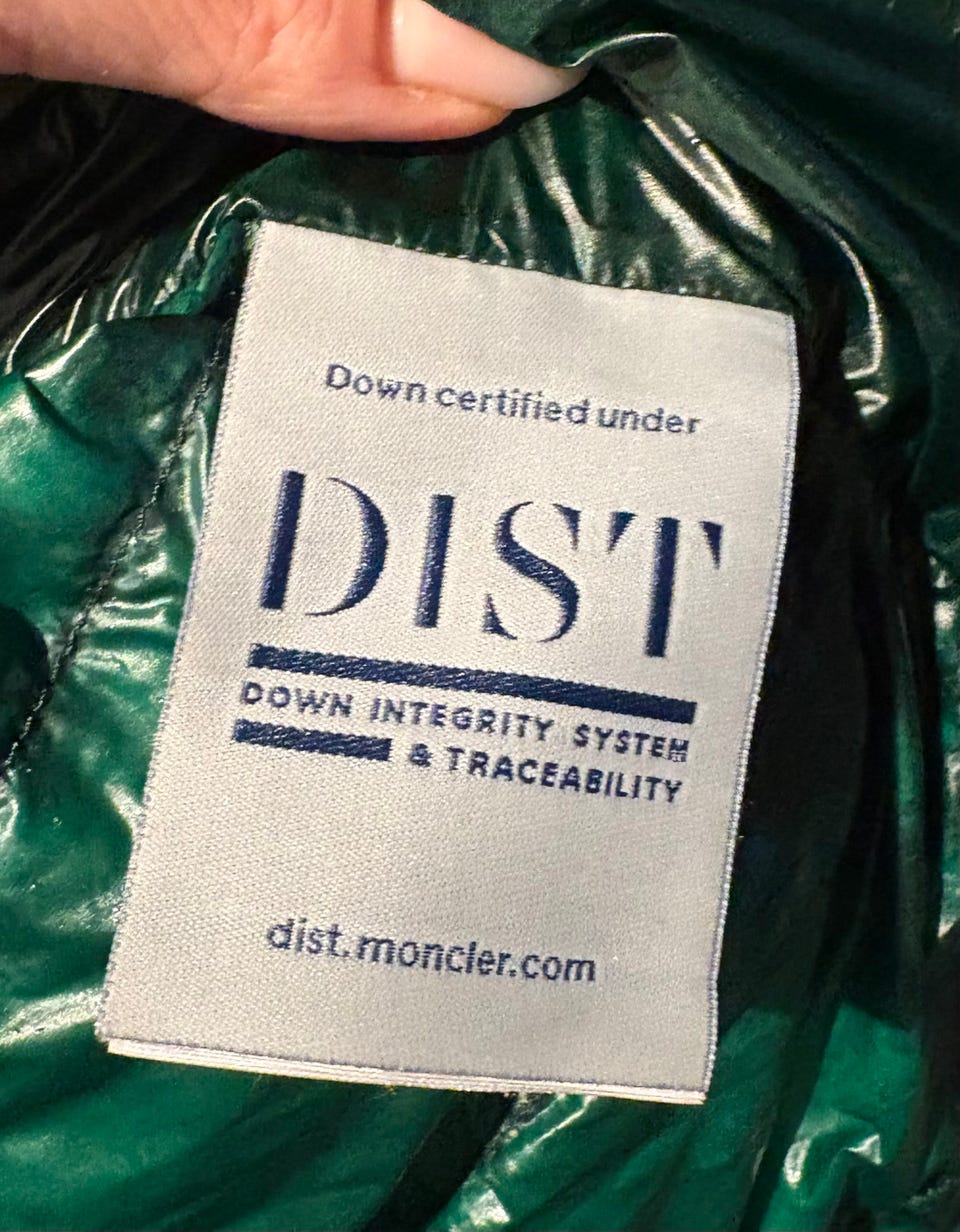 Down certified under
DIST
DOWN INTEGRITY SYSTEM
& TRACEABILITY
dist.moncler.com